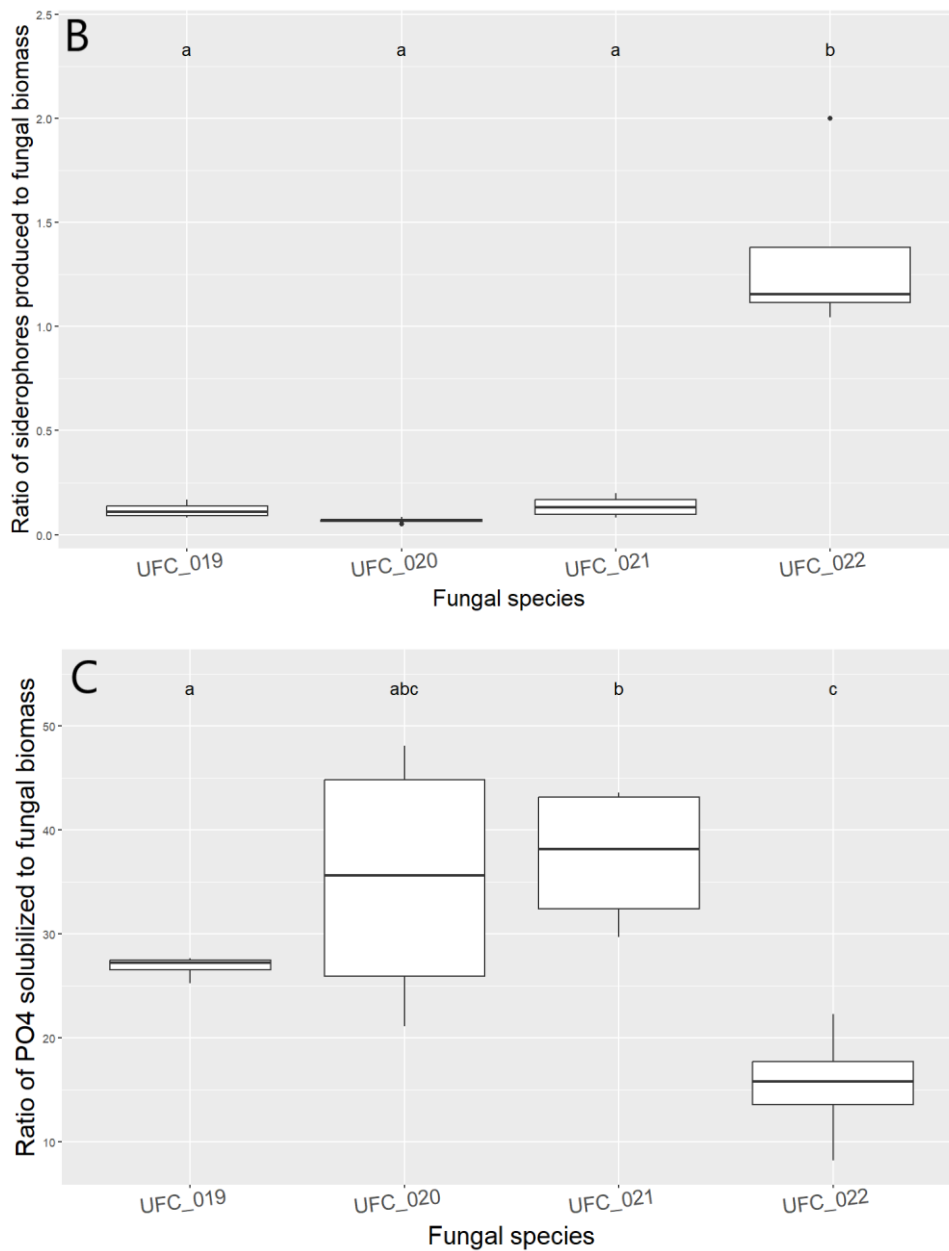 B
a a a b
Ratio of siderophores produced to fungal biomass
2.5
2.0
1.5
1.0
0.5
0.0
UFC_019 UFC_020 UFC_021 UFC_022
Fungal species
C
a abc b c
Ratio of PO4 solubilized to fungal biomass
50
40
30
20
10
UFC_019 UFC_020 UFC_021 UFC_022
Fungal species